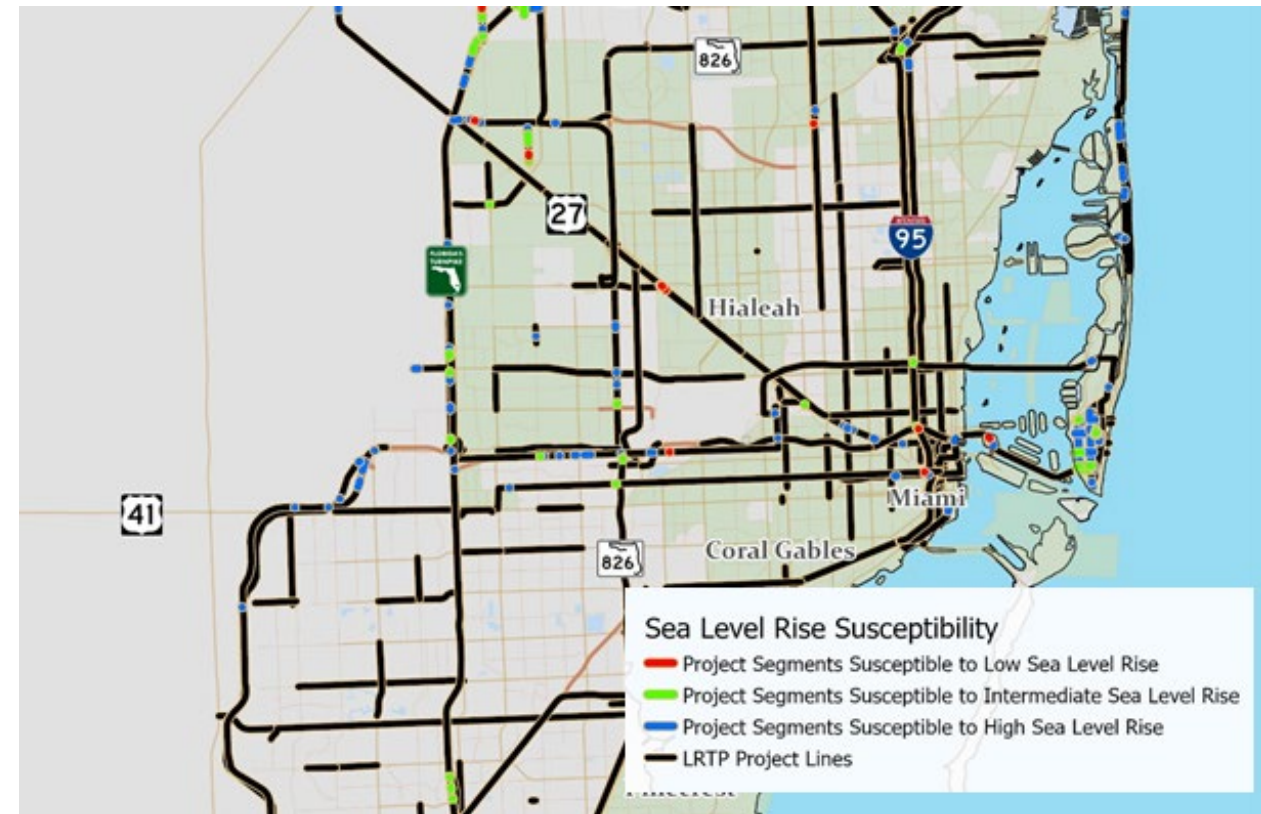 826
27
FLORIDA'S
TURNPIKE
95
Hialeah
41
Miami
Coral Gables
826
Sea Level Rise Susceptibility
Project Segments Susceptible to Low Sea Level Rise
Project Segments Susceptible to Intermediate Sea Level Rise
Project Segments Susceptible to High Sea Level Rise
LRTP Project Lines